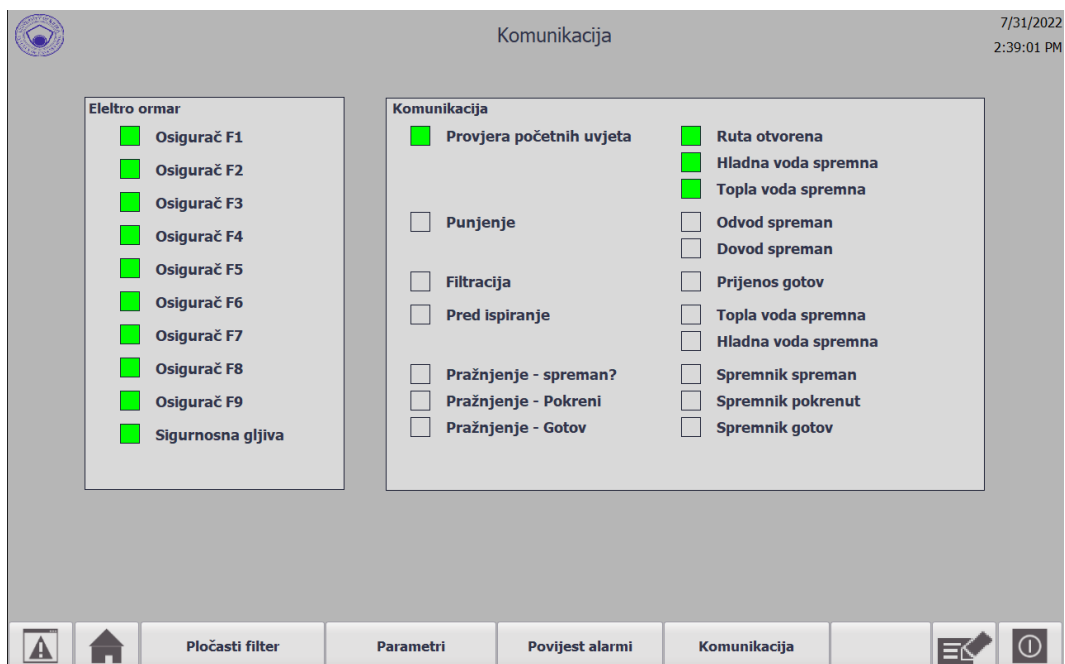 Komunikacija
7/31/2022
2:39:01 PM
Eleltro ormar
Osigurač F1
Osigurač F2
Osigurač F3
Osigurač F4
Osigurač F5
Osigurač F6
Osigurač F7
Osigurač F8
Osigurač F9
Sigurnosna gljiva
Komunikacija
Provjera početnih uvjeta
Ruta otvorena
Hladna voda spremna
Topla voda spremna
Punjenje
Odvod spreman
Dovod spreman
Filtracija
Prijenos gotov
Pred ispiranje
Topla voda spremna
Hladna voda spremna
Pražnjenje - spreman?
Spremnik spreman
Pražnjenje - Pokreni
Spremnik pokrenut
Pražnjenje - Gotov
Spremnik gotov
Pločasti filter
Parametri
Povijest alarmi
Komunikacija